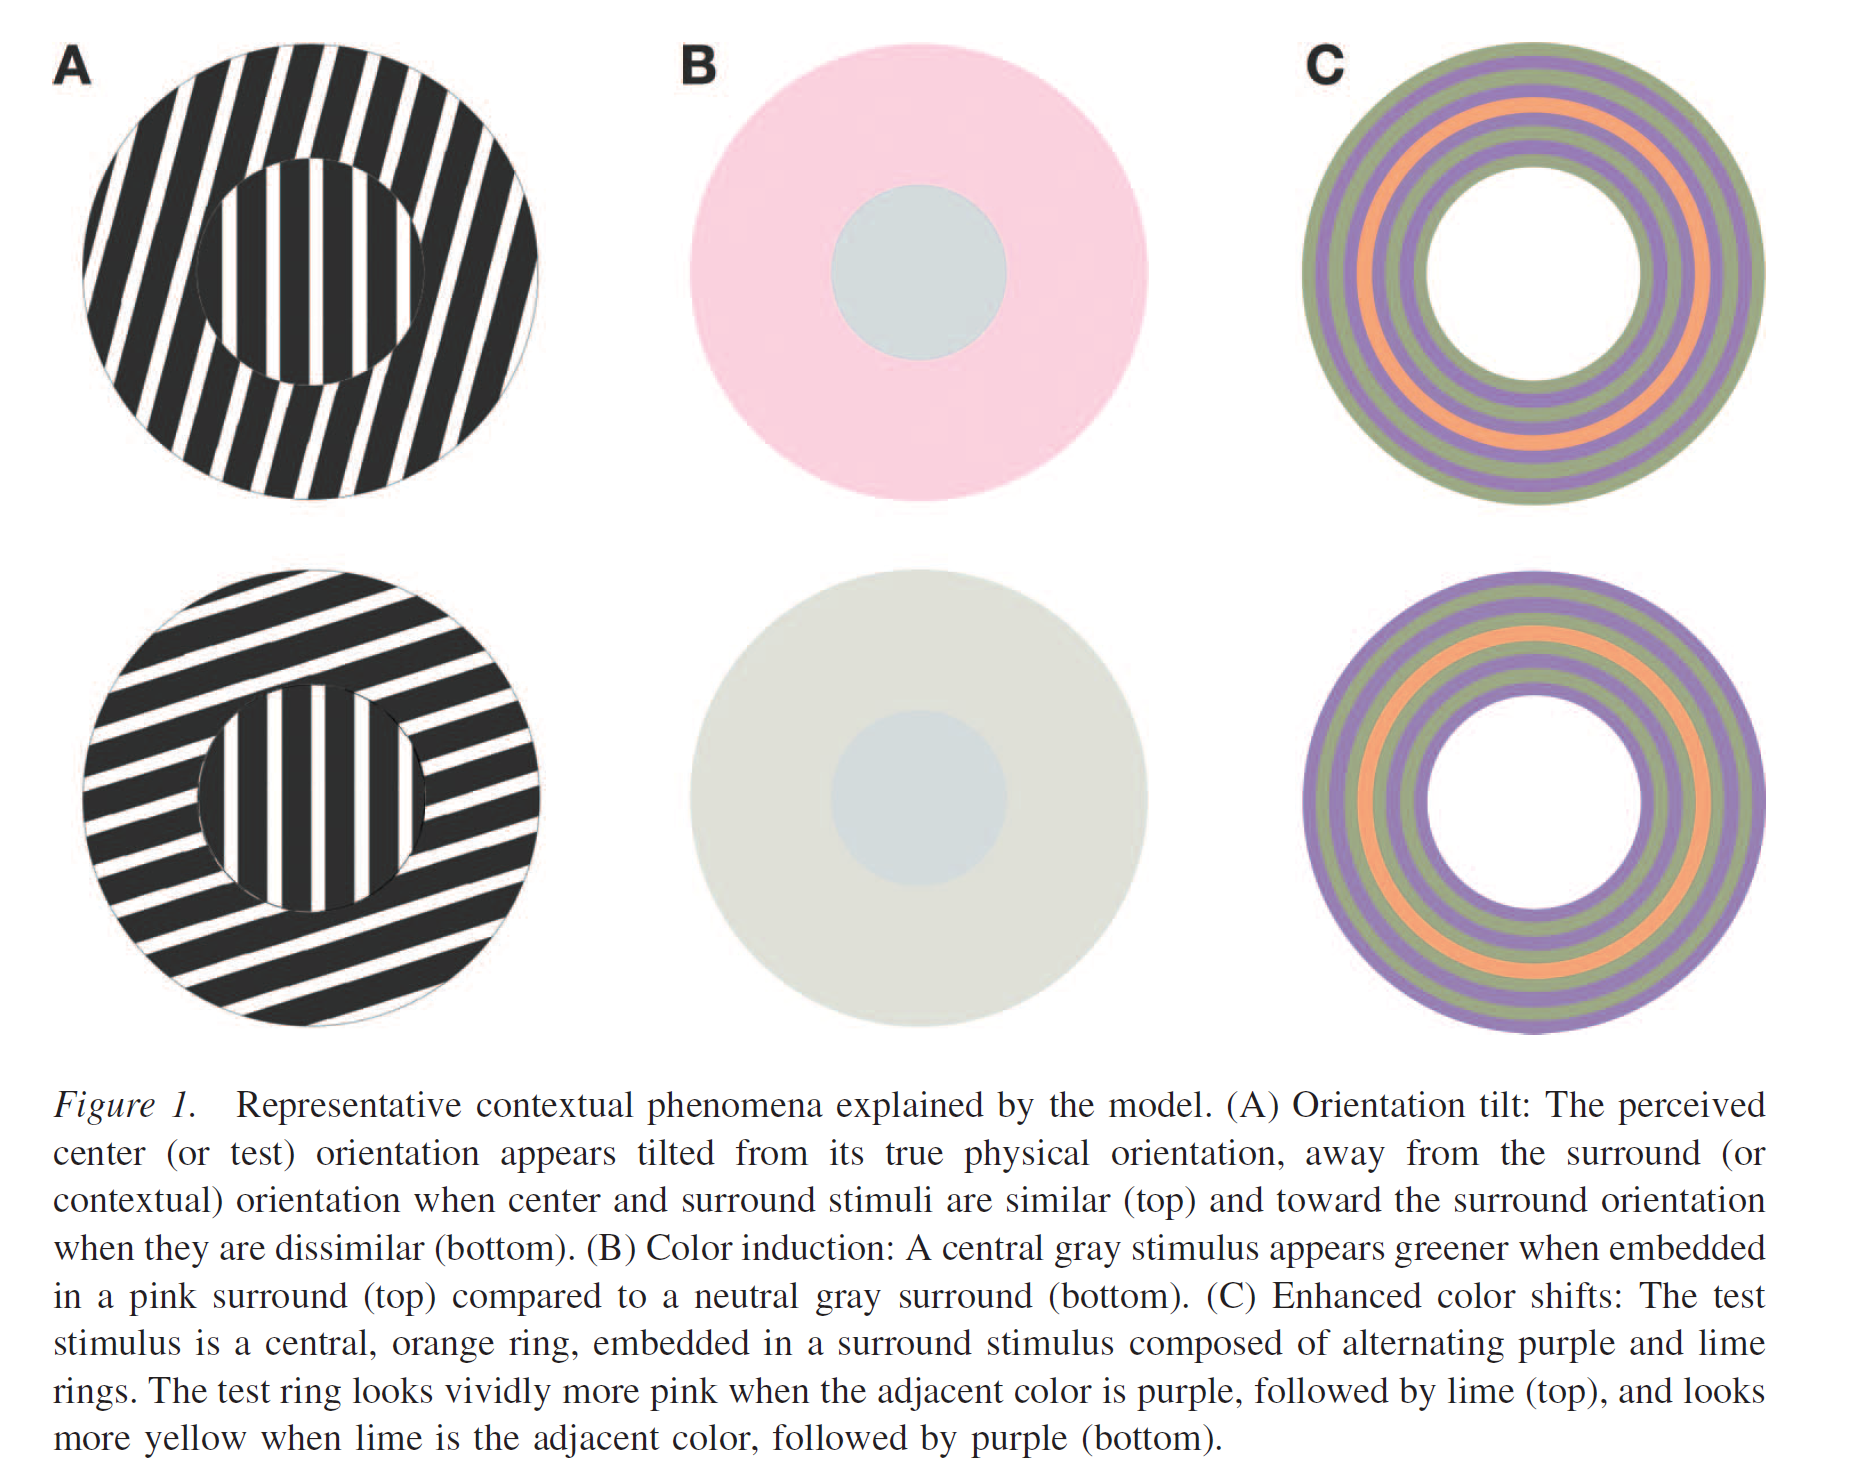 A
B
C
Figure 1. Representative contextual phenomena explained by the model. (A) Orientation tilt: The perceived
center (or test) orientation appears tilted from its true physical orientation, away from the surround (or
contextual) orientation when center and surround stimuli are similar (top) and toward the surround orientation
when they are dissimilar (bottom). (B) Color induction: A central gray stimulus appears greener when embedded
in a pink surround (top) compared to a neutral gray surround (bottom). (C) Enhanced color shifts: The test
stimulus is a central, orange ring, embedded in a surround stimulus composed of alternating purple and lime
rings. The test ring looks vividly more pink when the adjacent color is purple, followed by lime (top), and looks
more yellow when lime is the adjacent color, followed by purple (bottom).